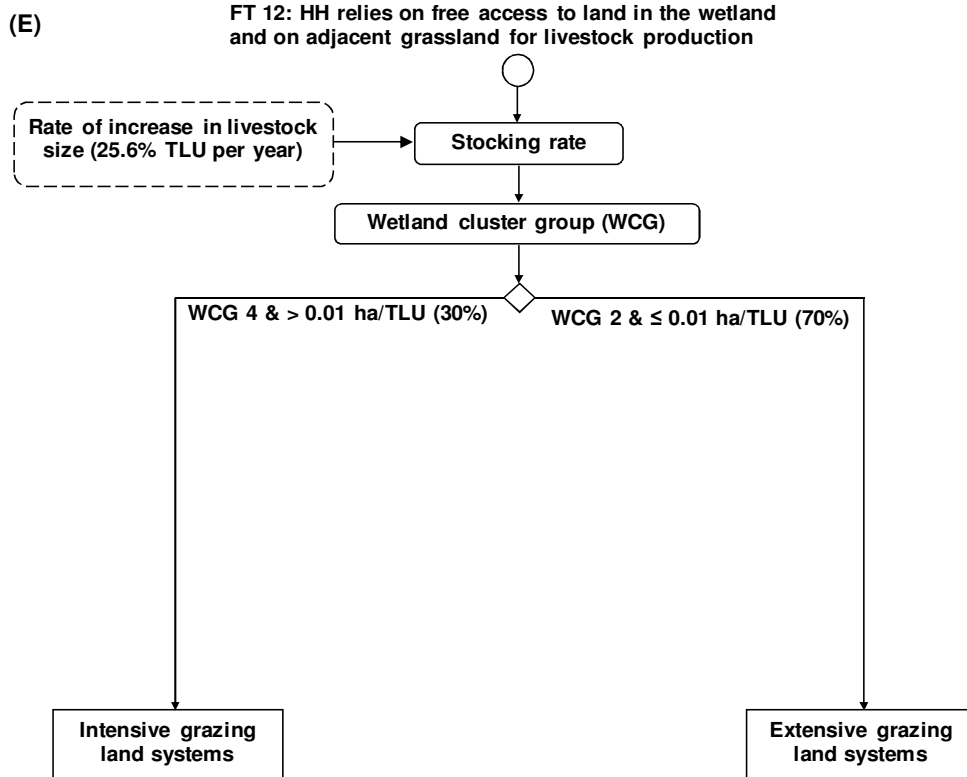 (E)
FT 12: HH relies on free access to land in the wetland
and on adjacent grassland for livestock production
Rate of increase in livestock
size (25.6% TLU per year)
Stocking rate
Wetland cluster group (WCG)
WCG 4 & > 0.01 ha/TLU (30%)
WCG 2 & ≤ 0.01 ha/TLU (70%)
Intensive grazing
land systems
Extensive grazing
land systems